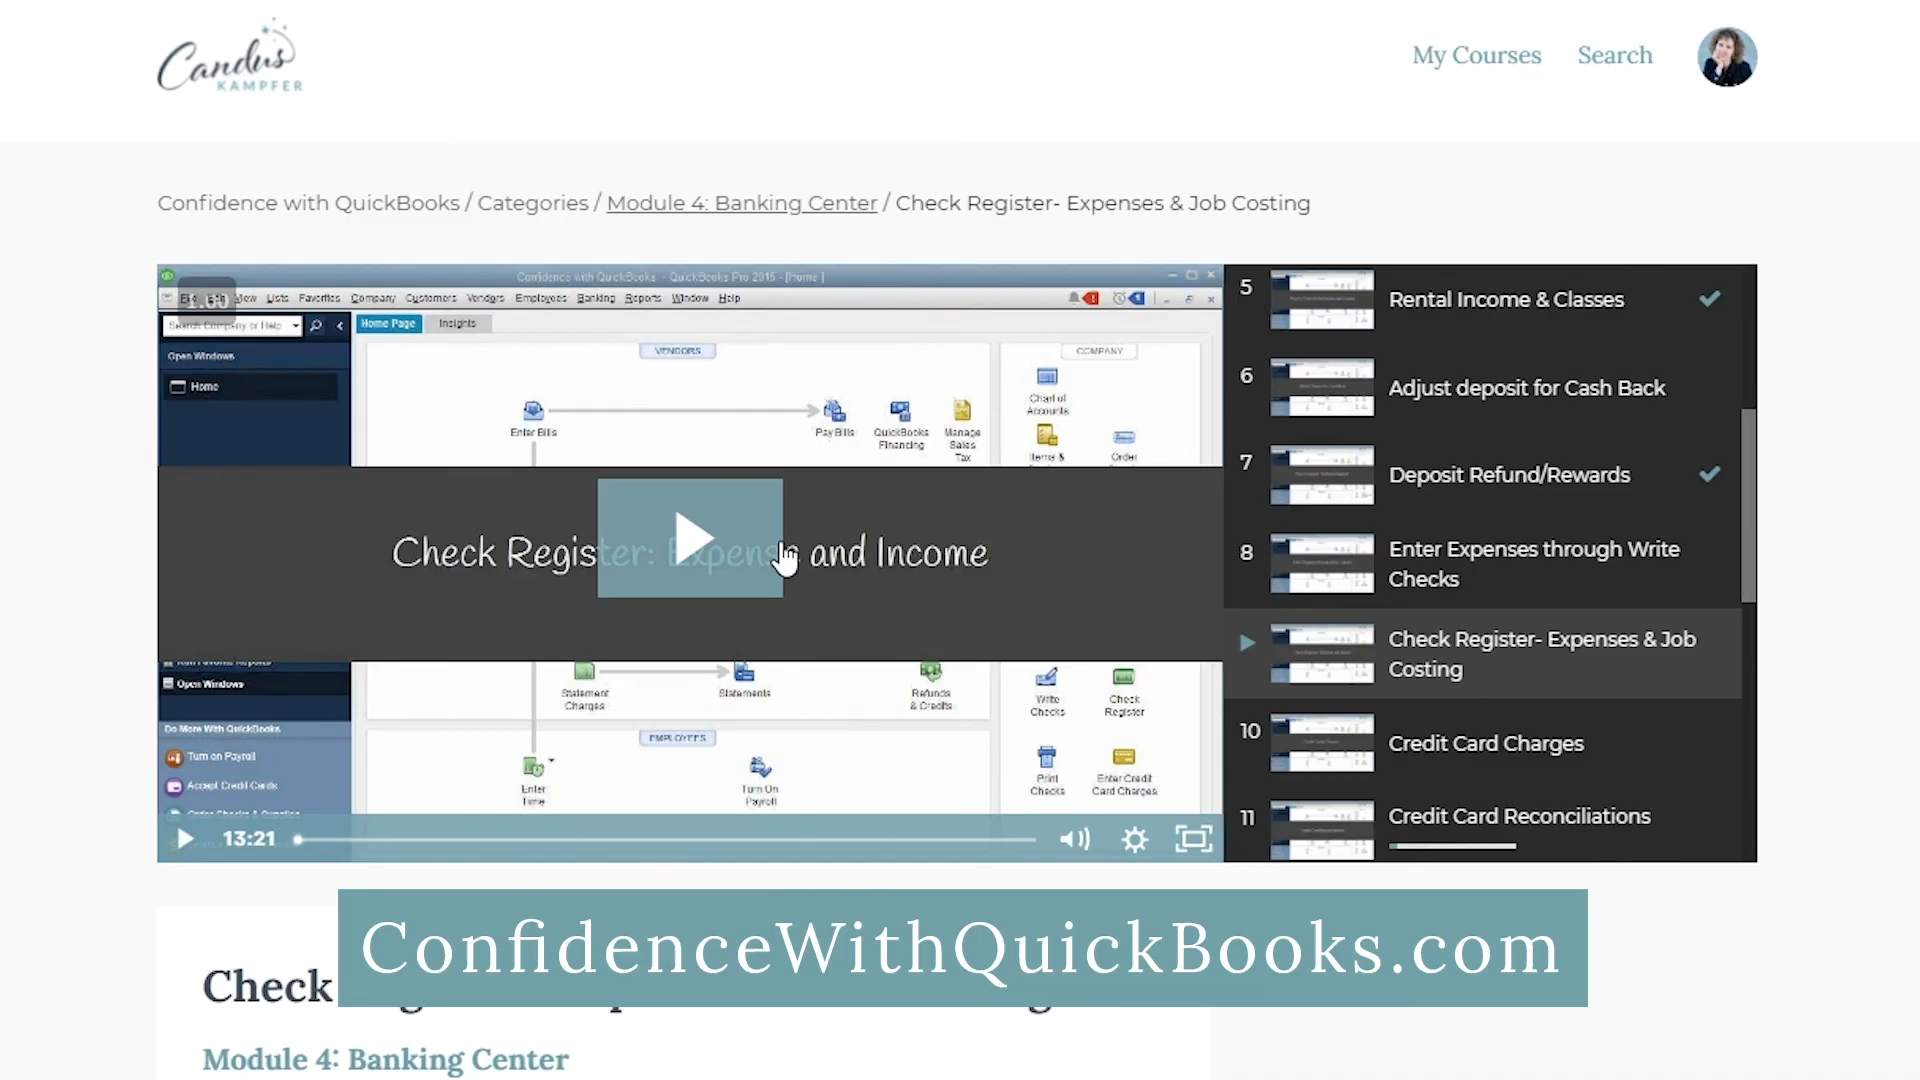 Candus
KAMPFER
My Courses
Search
Confidence with QuickBooks / Categories / Module 4: Banking Center / Check Register- Expenses & Job Costing
Confidence with QuickBooks - QuickBooks Pro 2015 - [Home ]
1.00
File Edit View Lists Favorites Company Customers Vendors Employees Banking Reports Window Help
Search Company or Help
Home Page
Insights
Open Windows
Home
VENDORS
COMPANY
Enter Bills
Pay Bills
QuickBooks
Financing
Manage
Sales
Tax
Chart of
Accounts
Items &
Order
Check Register: Expense and Income
Open Windows
Do More With QuickBooks
Turn on Payroll
Accept Credit Cards
Order Checks & Supplies
Statement
Charges
Statements
Refunds
& Credits
Write
Checks
Check
Register
EMPLOYEES
Enter
Time
Turn On
Payroll
Print
Checks
Enter Credit
Card Charges
13:21
5
Rental Income & Classes
6
Adjust deposit for Cash Back
7
Deposit Refund/Rewards
8
Enter Expenses through Write
Checks
Check Register- Expenses & Job
Costing
10
Credit Card Charges
11
Credit Card Reconciliations
ConfidenceWithQuickBooks.com
Check
Module 4: Banking Center